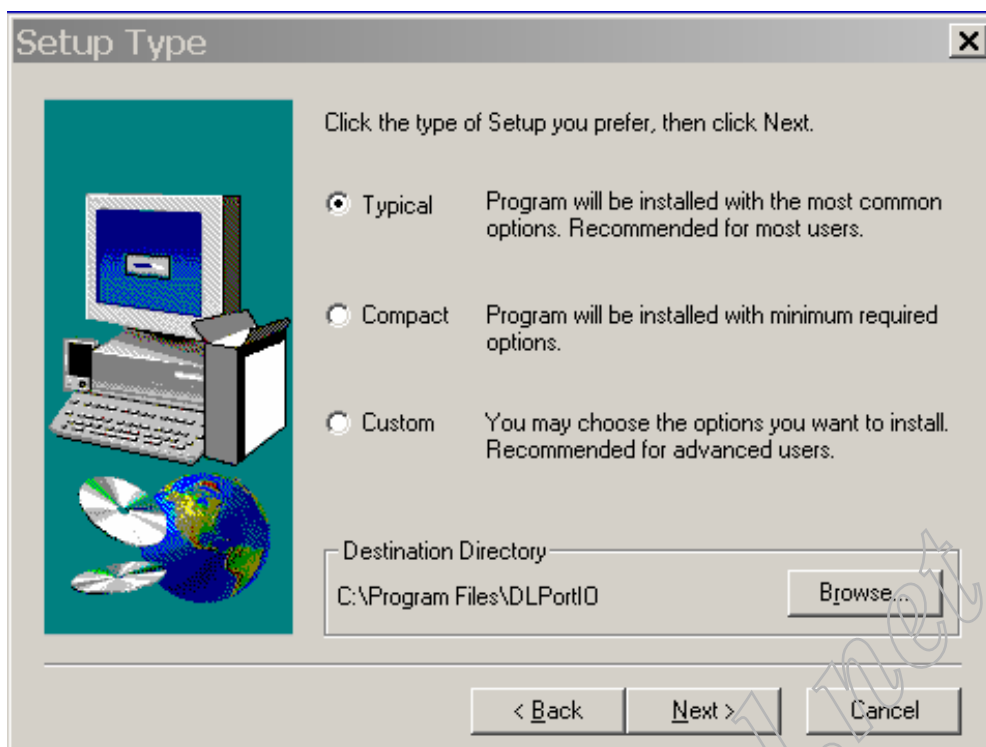 Setup Type
Click the type of Setup you prefer, then click Next.
Typical Program will be installed with the most common
options. Recommended for most users.
Compact Program will be installed with minimum required
options.
Custom You may choose the options you want to install.
Recommended for advanced users.
Destination Directory
C:\Program Files\DLPortIO
Browse...
< Back Next > Cancel
.net